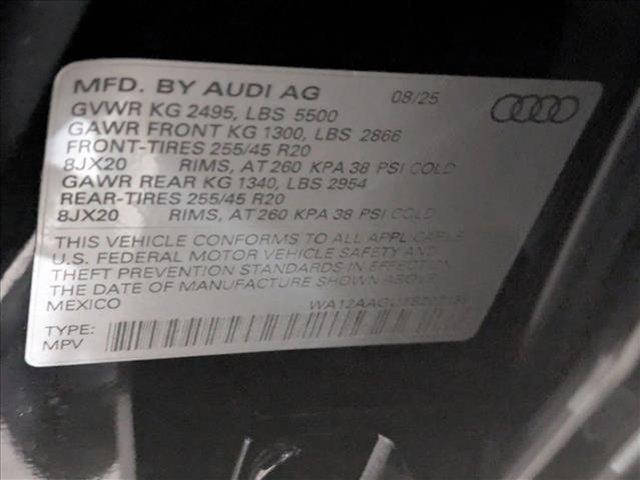 MFD. BY AUDI AG 08/25
GVWR KG 2495, LBS 5500
GAWR FRONT KG 1300, LBS 2866
FRONT-TIRES 255/45 R20
8JX20 RIMS, AT 260 KPA 38 PSI COLD
GAWR REAR KG 1340, LBS 2954
REAR-TIRES 255/45 R20
8JX20 RIMS, AT 260 KPA 38 PSI COLD
THIS VEHICLE CONFORMS TO ALL APPLICABLE
U.S. FEDERAL MOTOR VEHICLE SAFETY AND
THEFT PREVENTION STANDARDS IN EFFECT ON
THE DATE OF MANUFACTURE SHOWN ABOVE.
MEXICO
TYPE:
MPV